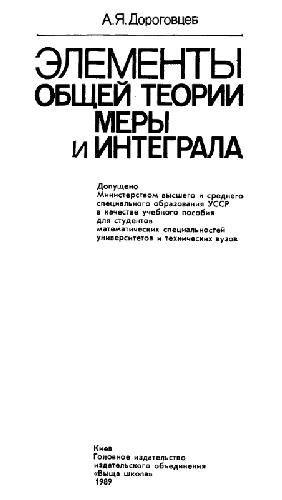 А.Я.Дороговцев
ЭЛЕМЕНТЫ
ОБЩЕЙ ТЕОРИИ
МЕРЫ
И ИНТЕГРАЛА
Допущено
Министерством высшего и среднего
специального образования УССР
в качестве учебного пособия
для студентов
математических специальностей
университетов и технических вузов
Киев
Головное издательство
издательского объединения
«Выща школа»
1989